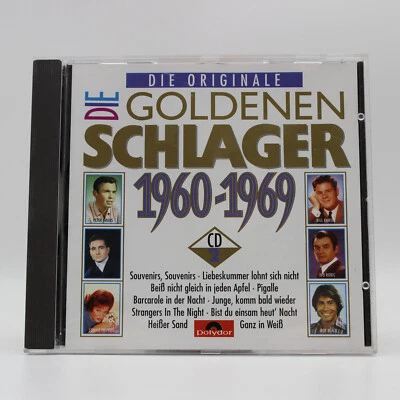 DIE ORIGINALE
DIE GOLDENEN
SCHLAGER
1960-1969
CD
Souvenirs, Souvenirs · Liebeskummer lohnt sich nicht
Beiß nicht gleich in jeden Apfel · Pigalle
Barcarole in der Nacht · Junge, komm bald wieder
Strangers In The Night · Bist du einsam heut' Nacht
Heißer Sand
polydor
Ganz in Weiß